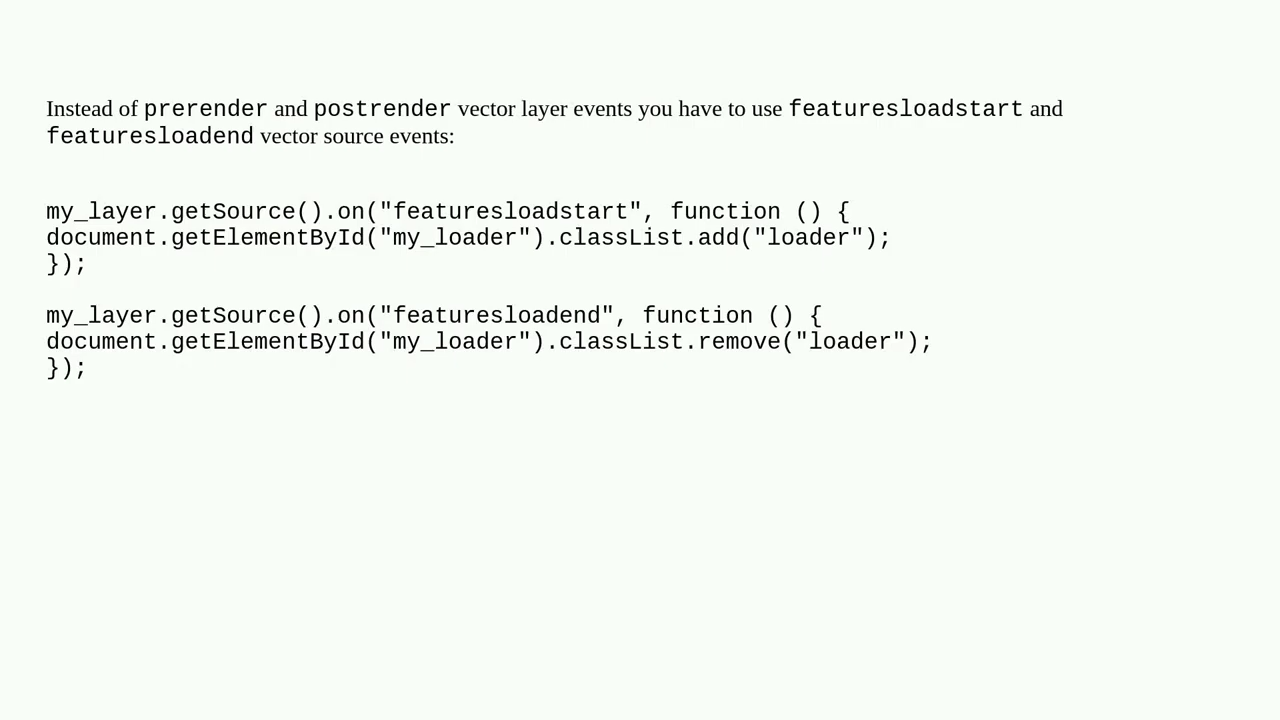 Instead of prerender and postrender vector layer events you have to use featuresloadstart and
featuresloadend vector source events:
my_layer.getSource().on("featuresloadstart", function () {
document.getElementById("my_loader").classList.add("loader");
});
my_layer.getSource().on("featuresloadend", function () {
document.getElementById("my_loader").classList.remove("loader");
});